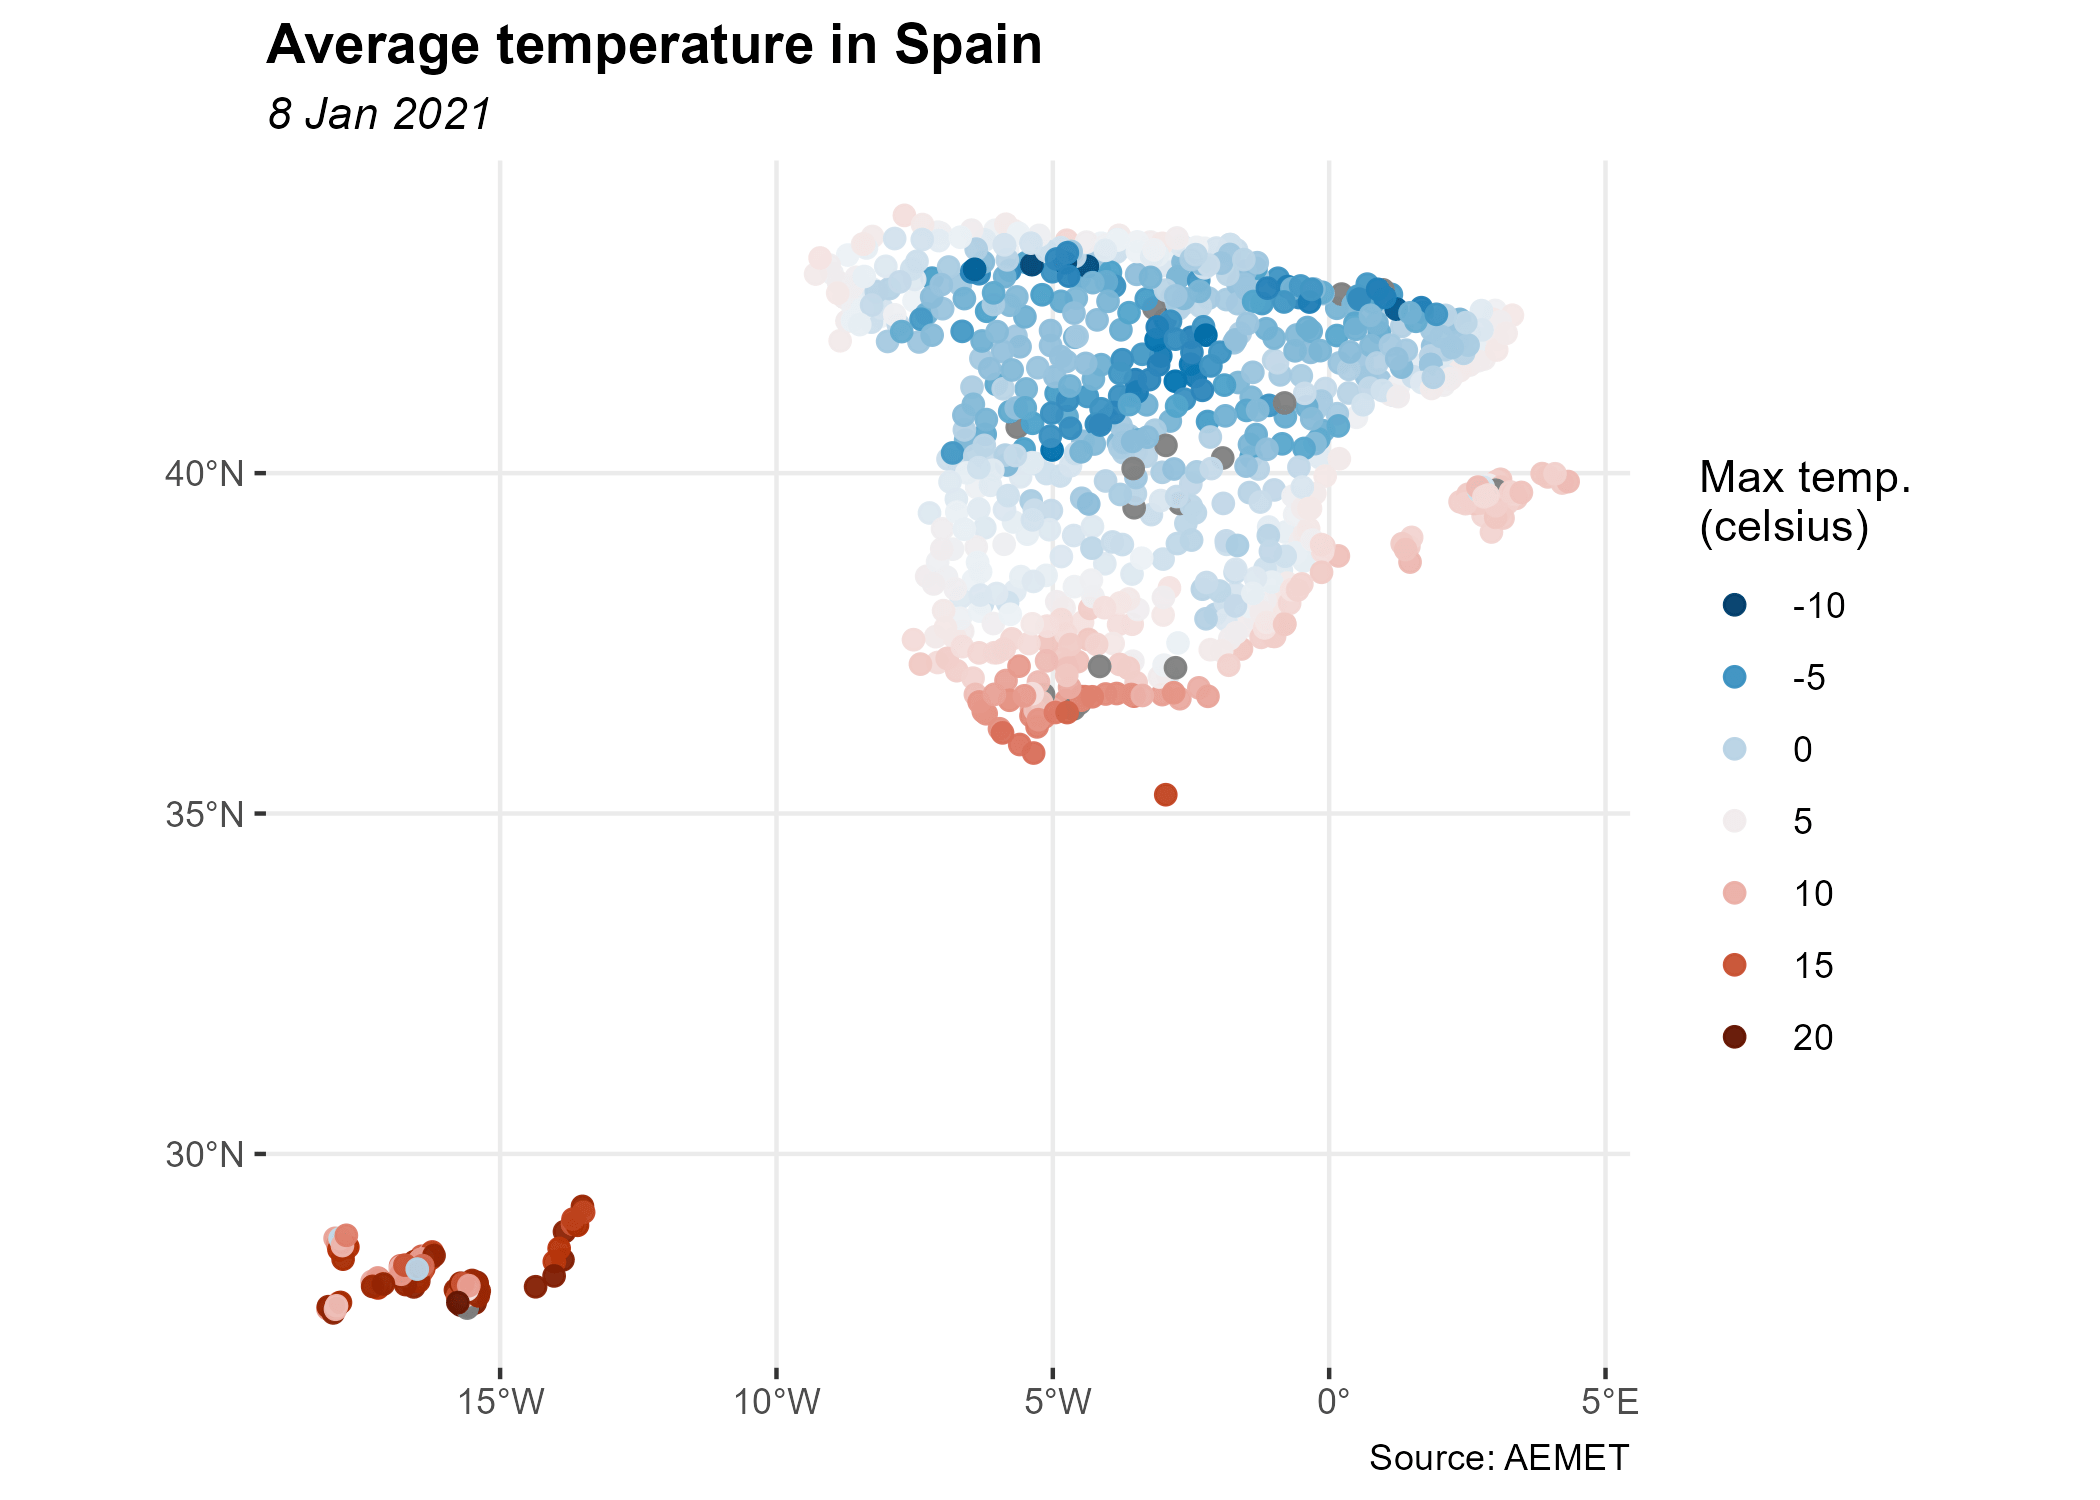 Average temperature in Spain
8 Jan 2021
40°N
35°N
30°N
15°W
10°W
5°W
0°
5°E
Max temp.
(celsius)
-10
-5
0
5
10
15
20
Source: AEMET